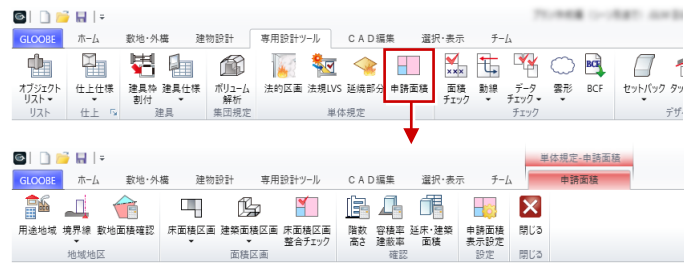 GLOOBE ホーム 敷地・外構 建物設計 専用設計ツール CAD編集 選択・表示 チーム
オブジェクト 仕上仕様 建具枠 建具仕様 ボリューム 法的区画 法規LVS 延焼部分 申請面積 面積 動線 データ 雲形 BCF セットバック
リスト 割付 解析 チェック チェック
リスト 仕上 建具 集団規定 単体規定 チェック
単体規定-申請面積
GLOOBE ホーム 敷地・外構 建物設計 専用設計ツール CAD編集 選択・表示 チーム 申請面積
用途地域 境界線 敷地面積確認 床面積区画 建築面積区画 床面積区画 階数 容積率 延床・建築 申請面積 閉じる
整合チェック 高さ 建蔽率 面積 表示設定
地域地区 面積区画 確認 設定 閉じる